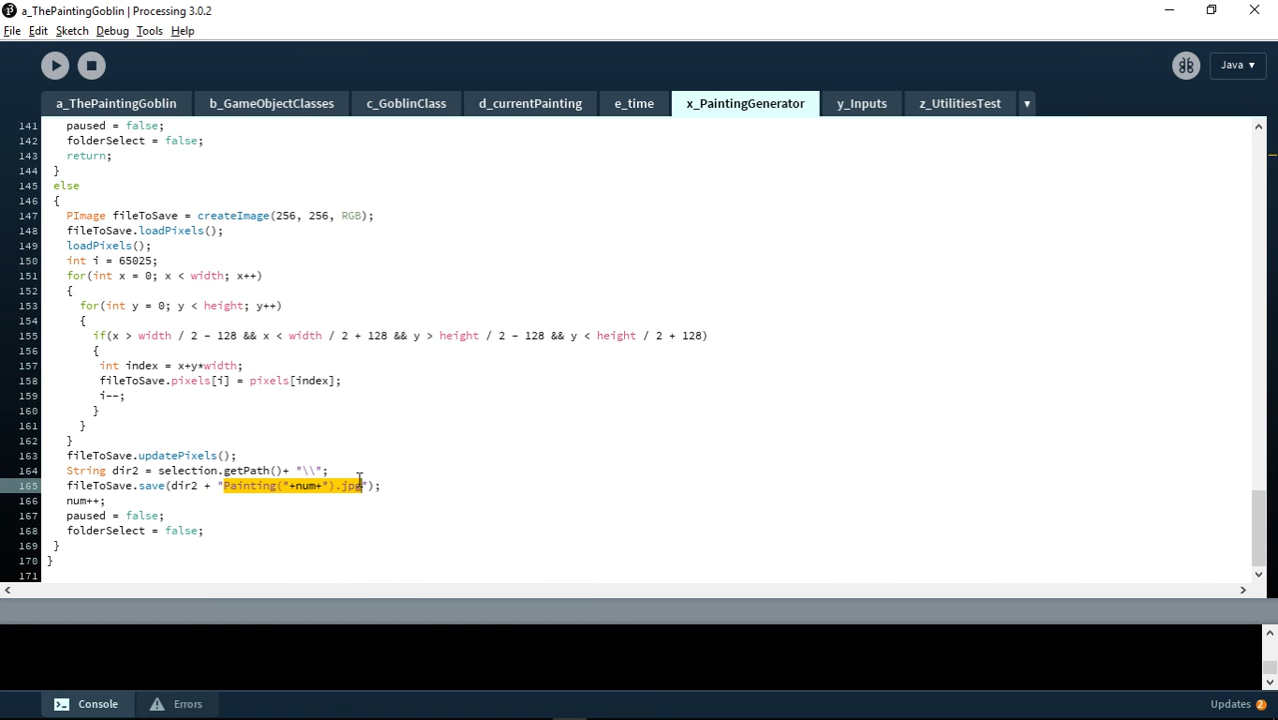 a_ThePaintingGoblin | Processing 3.0.2
File Edit Sketch Debug Tools Help
Java ▼
a_ThePaintingGoblin b_GameObjectClasses c_GoblinClass d_currentPainting e_time x_PaintingGenerator y_Inputs z_UtilitiesTest ▼
141 paused = false;
142 folderSelect = false;
143 return;
144 }
145 else
146 {
147 PImage fileToSave = createImage(256, 256, RGB);
148 fileToSave.loadPixels();
149 loadPixels();
150 int i = 65025;
151 for(int x = 0; x < width; x++)
152 {
153 for(int y = 0; y < height; y++)
154 {
155 if(x > width / 2 - 128 && x < width / 2 + 128 && y > height / 2 - 128 && y < height / 2 + 128)
156 {
157 int index = x+y*width;
158 fileToSave.pixels[i] = pixels[index];
159 i--;
160 }
161 }
162 }
163 fileToSave.updatePixels();
164 String dir2 = selection.getPath()+ "\\";
165 fileToSave.save(dir2 + "Painting("+num+").jpg");
166 num++;
167 paused = false;
168 folderSelect = false;
169 }
170 }
171
Console Errors Updates 2